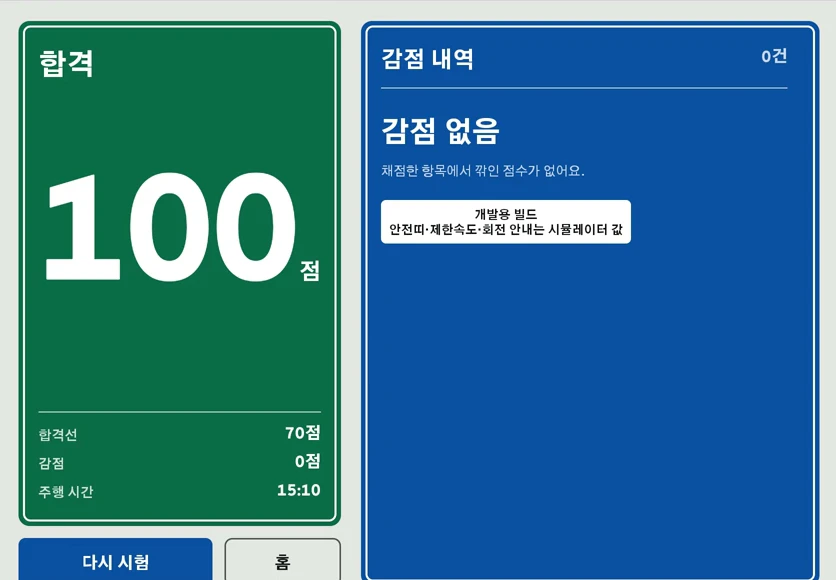 합격
100점
합격선 70점
감점 0점
주행 시간 15:10
다시 시험
홈
감점 내역 0건
감점 없음
채점한 항목에서 깎인 점수가 없어요.
개발용 빌드
안전띠·제한속도·회전 안내는 시뮬레이터 값